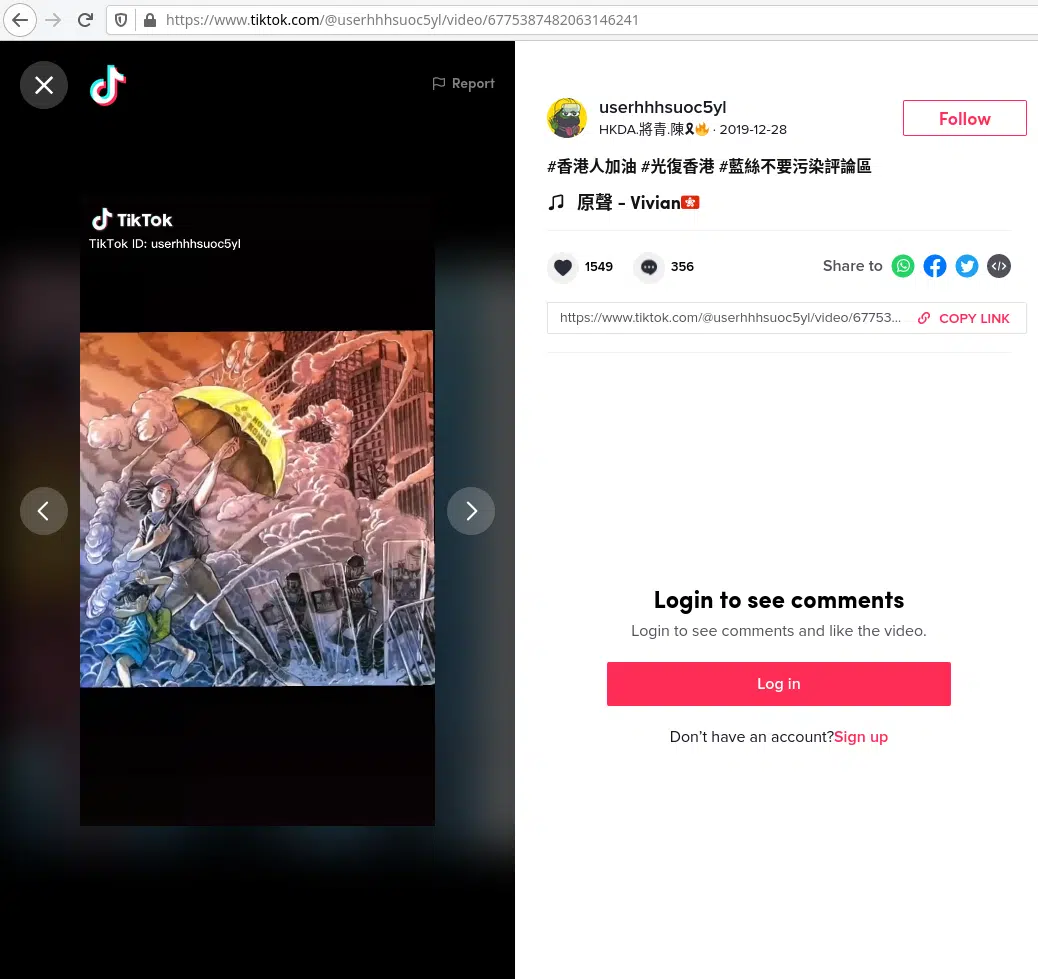 https://www.tiktok.com/@userhhhsuoc5yl/video/6775387482063146241
Report
TikTok
TikTok ID: userhhhsuoc5yl
HONG
KONG
userhhhsuoc5yl
HKDA.將青.陳🎗🔥 · 2019-12-28
Follow
#香港人加油 #光復香港 #藍絲不要污染評論區
原聲 - Vivian🇭🇰
1549
356
Share to
https://www.tiktok.com/@userhhhsuoc5yl/video/67753...
COPY LINK
Login to see comments
Login to see comments and like the video.
Log in
Don't have an account?Sign up